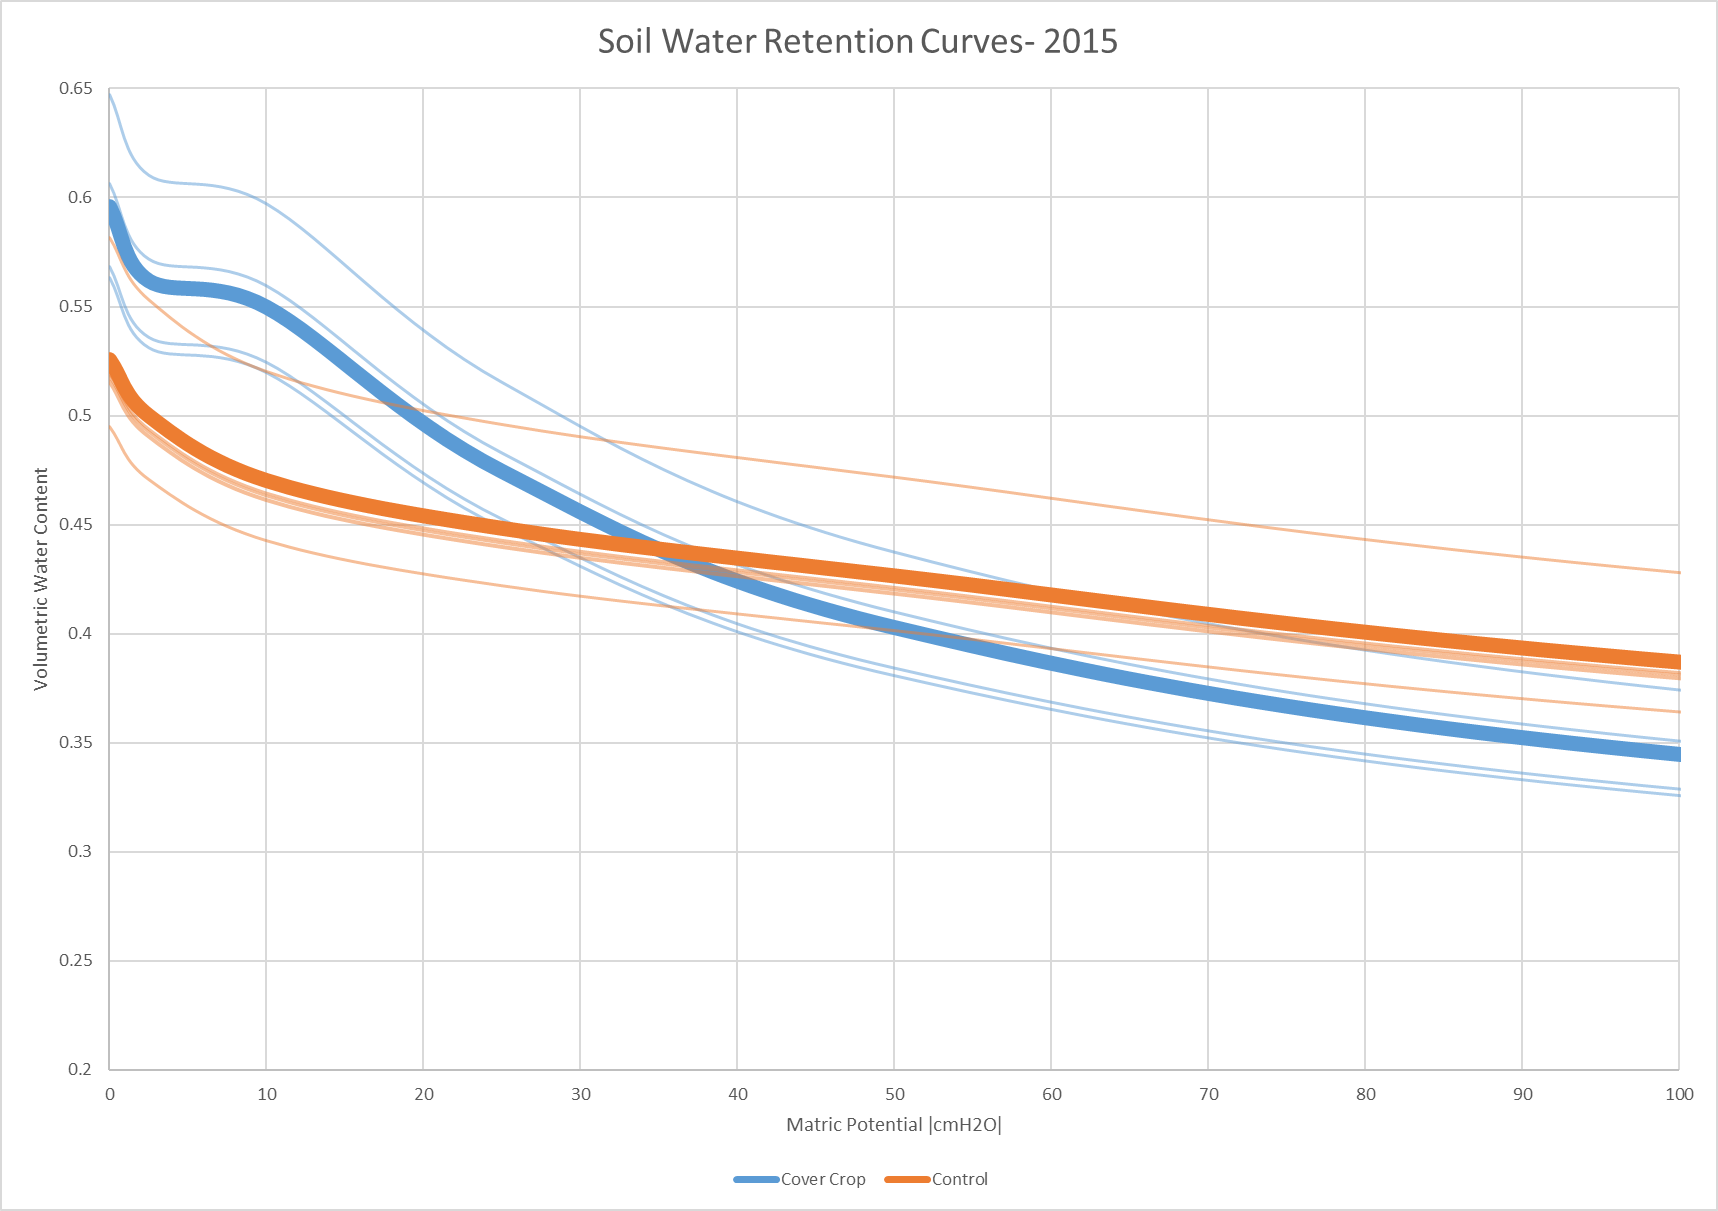 Soil Water Retention Curves- 2015
Volumetric Water Content
0.65
0.6
0.55
0.5
0.45
0.4
0.35
0.3
0.25
0.2
0 10 20 30 40 50 60 70 80 90 100
Matric Potential |cmH2O|
Cover Crop Control